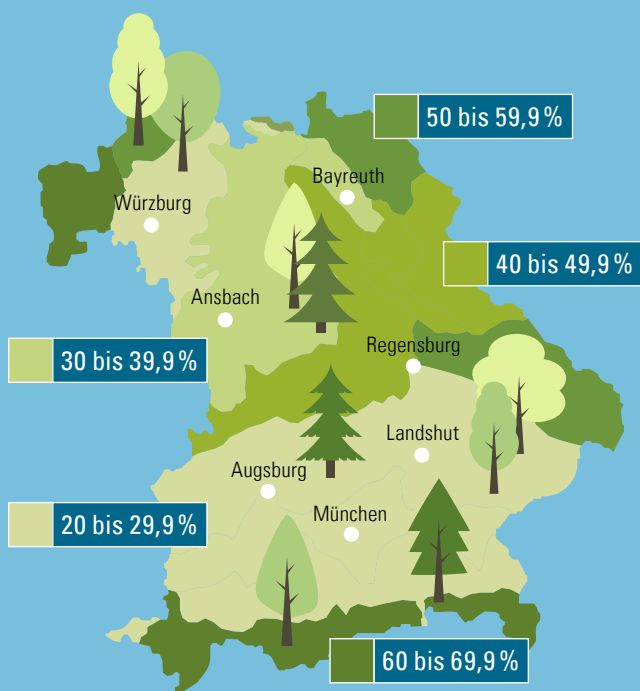 50 bis 59,9 %
Bayreuth
Würzburg
40 bis 49,9 %
Ansbach
Regensburg
30 bis 39,9 %
Landshut
Augsburg
München
20 bis 29,9 %
60 bis 69,9 %